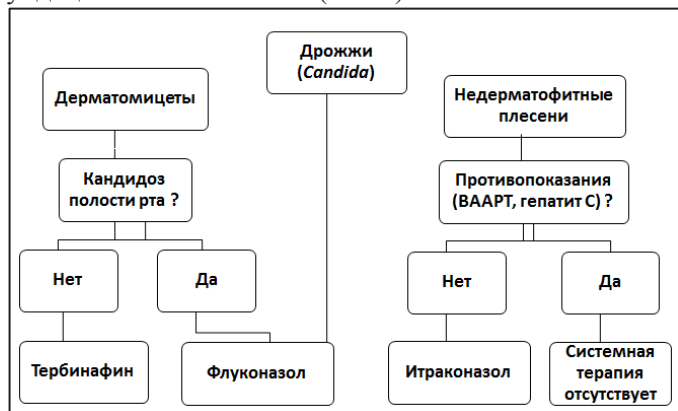 Дрожжи
(Candida)
Дерматомицеты
Недерматофитные
плесени
Кандидоз
полости рта ?
Противопоказания
(ВААРТ, гепатит С) ?
Нет
Да
Нет
Да
Тербинафин
Флуконазол
Итраконазол
Системная
терапия
отсутствует